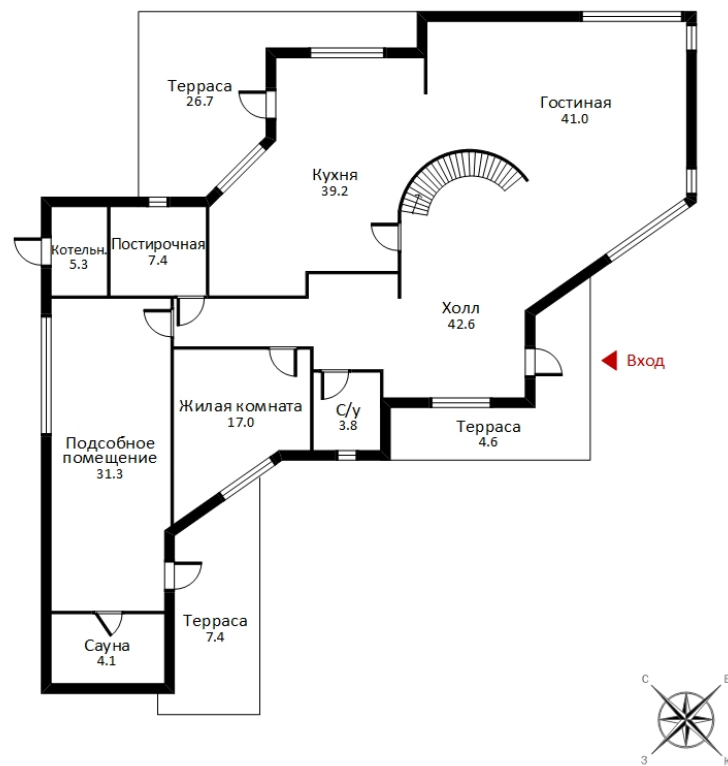 Терраса
26.7
Гостиная
41.0
Кухня
39.2
Котельн.
5.3
Постирочная
7.4
Холл
42.6
Вход
Жилая комната
17.0
С/у
3.8
Терраса
4.6
Подсобное
помещение
31.3
Терраса
7.4
Сауна
4.1
С
В
З
Ю